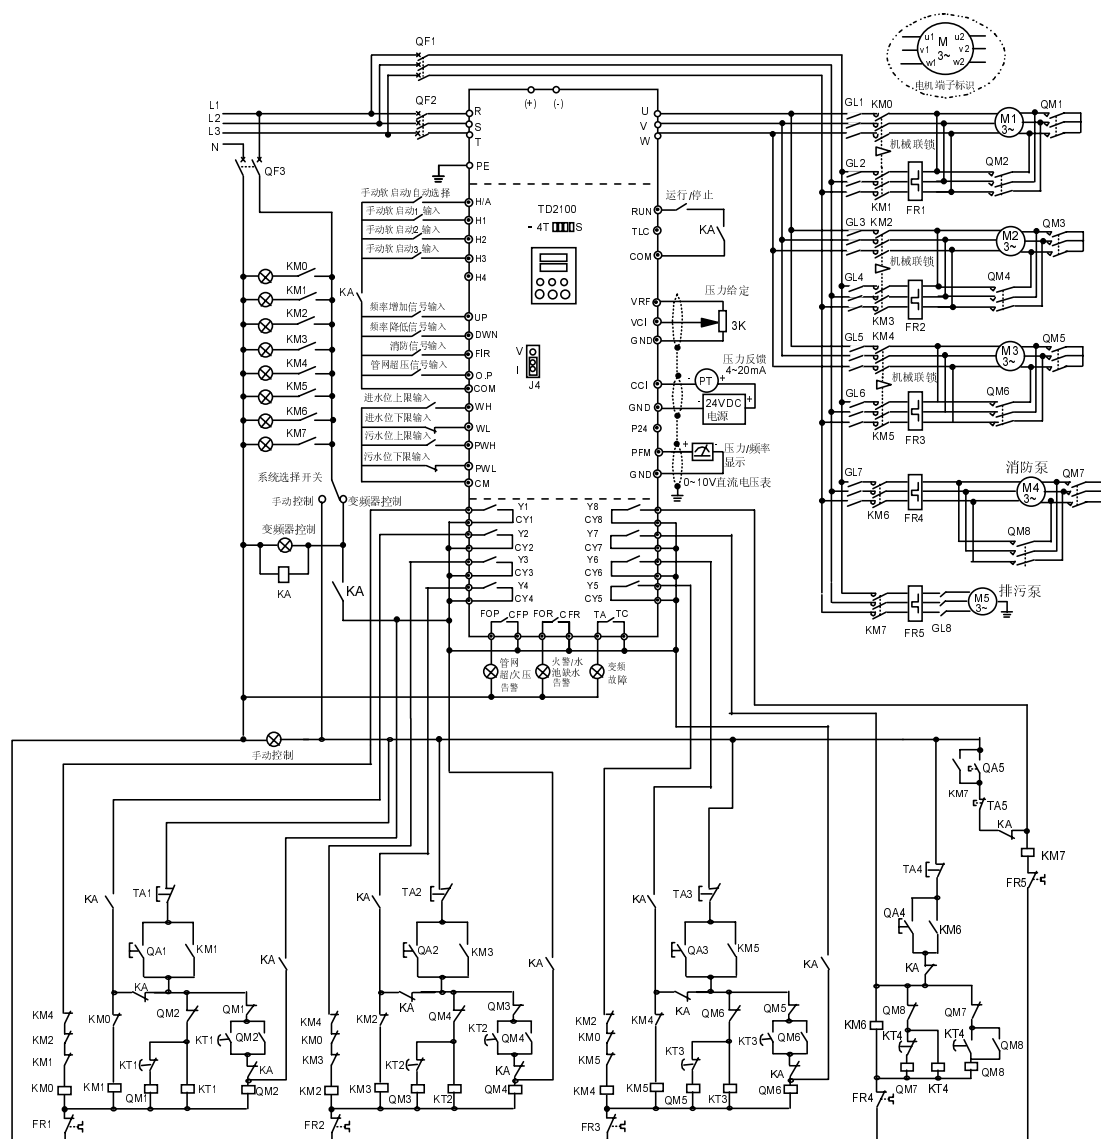 QF1
u1 M u2
v1 v2
w1 3~ w2
电机端子标识
L1
L2
L3
N
QF2
QF3
(+) (-)
R
S
T
PE
U
V
W
GL1 KM0
M1
3~
QM1
机械联锁
GL2
KM1
FR1
QM2
GL3 KM2
M2
3~
QM3
机械联锁
GL4
KM3
FR2
QM4
GL5 KM4
M3
3~
QM5
机械联锁
GL6
KM5
FR3
QM6
消防泵
GL7
KM6
FR4
M4
3~
QM7
QM8
排污泵
KM7
FR5
GL8
M5
3~
手动软启动/自动选择
H/A
手动软启动1输入
H1
手动软启动2输入
H2
手动软启动3输入
H3
H4
KA
频率增加信号输入
UP
频率降低信号输入
DWN
消防信号输入
FIR
管网超压信号输入
O.P
COM
进水位上限输入
WH
进水位下限输入
WL
污水位上限输入
PWH
污水位下限输入
PWL
CM
TD2100
- 4T S
V
I
J4
运行/停止
RUN
TLC
KA
COM
压力给定
VRF
VCI
3K
GND
压力反馈
4~20mA
CCI
- PT +
GND
- 24VDC +
电源
P24
PFM
+ -
压力/频率
显示
GND
0~10V直流电压表
KM0
KM1
KM2
KM3
KM4
KM5
KM6
KM7
系统选择开关
手动控制
变频器控制
变频器控制
KA
KA
Y1
CY1
Y2
CY2
Y3
CY3
Y4
CY4
Y8
CY8
Y7
CY7
Y6
CY6
Y5
CY5
FOP CFP FOR CFR TA TC
管网
超/欠压
告警
火警/水
池缺水
告警
变频
故障
手动控制
KA
TA1
QA1
KM1
KA
KA
KM4
KM2
KM1
KM0
FR1
KM0
KM1
QM2
KT1
QM1
KT1
QM1
KT1
QM2
KA
QM2
KA
TA2
QA2
KM3
KA
KA
KM4
KM0
KM3
KM2
FR2
KM2
KM3
QM4
KT2
QM3
KT2
QM3
KT2
QM4
KA
QM4
KA
TA3
QA3
KM5
KA
KA
KM2
KM0
KM5
KM4
FR3
KM4
KM5
QM6
KT3
QM5
KT3
QM5
KT3
QM6
KA
QM6
TA4
QA4
KM6
KA
KM6
QM8
QM7
KT4
KT4
QM8
QM7
KT4
QM8
FR4
QA5
KM7
TA5
KA
KM7
FR5